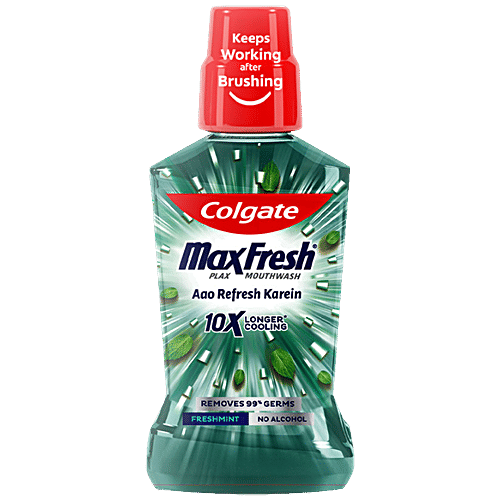 Keeps
Working
after
Brushing
Colgate
MaxFresh®
PLAX MOUTHWASH
Aao Refresh Karein
10X LONGER*
COOLING
REMOVES 99% GERMS
FRESHMINT NO ALCOHOL